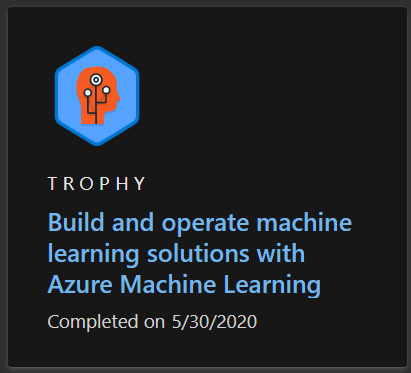 TROPHY
Build and operate machine
learning solutions with
Azure Machine Learning
Completed on 5/30/2020